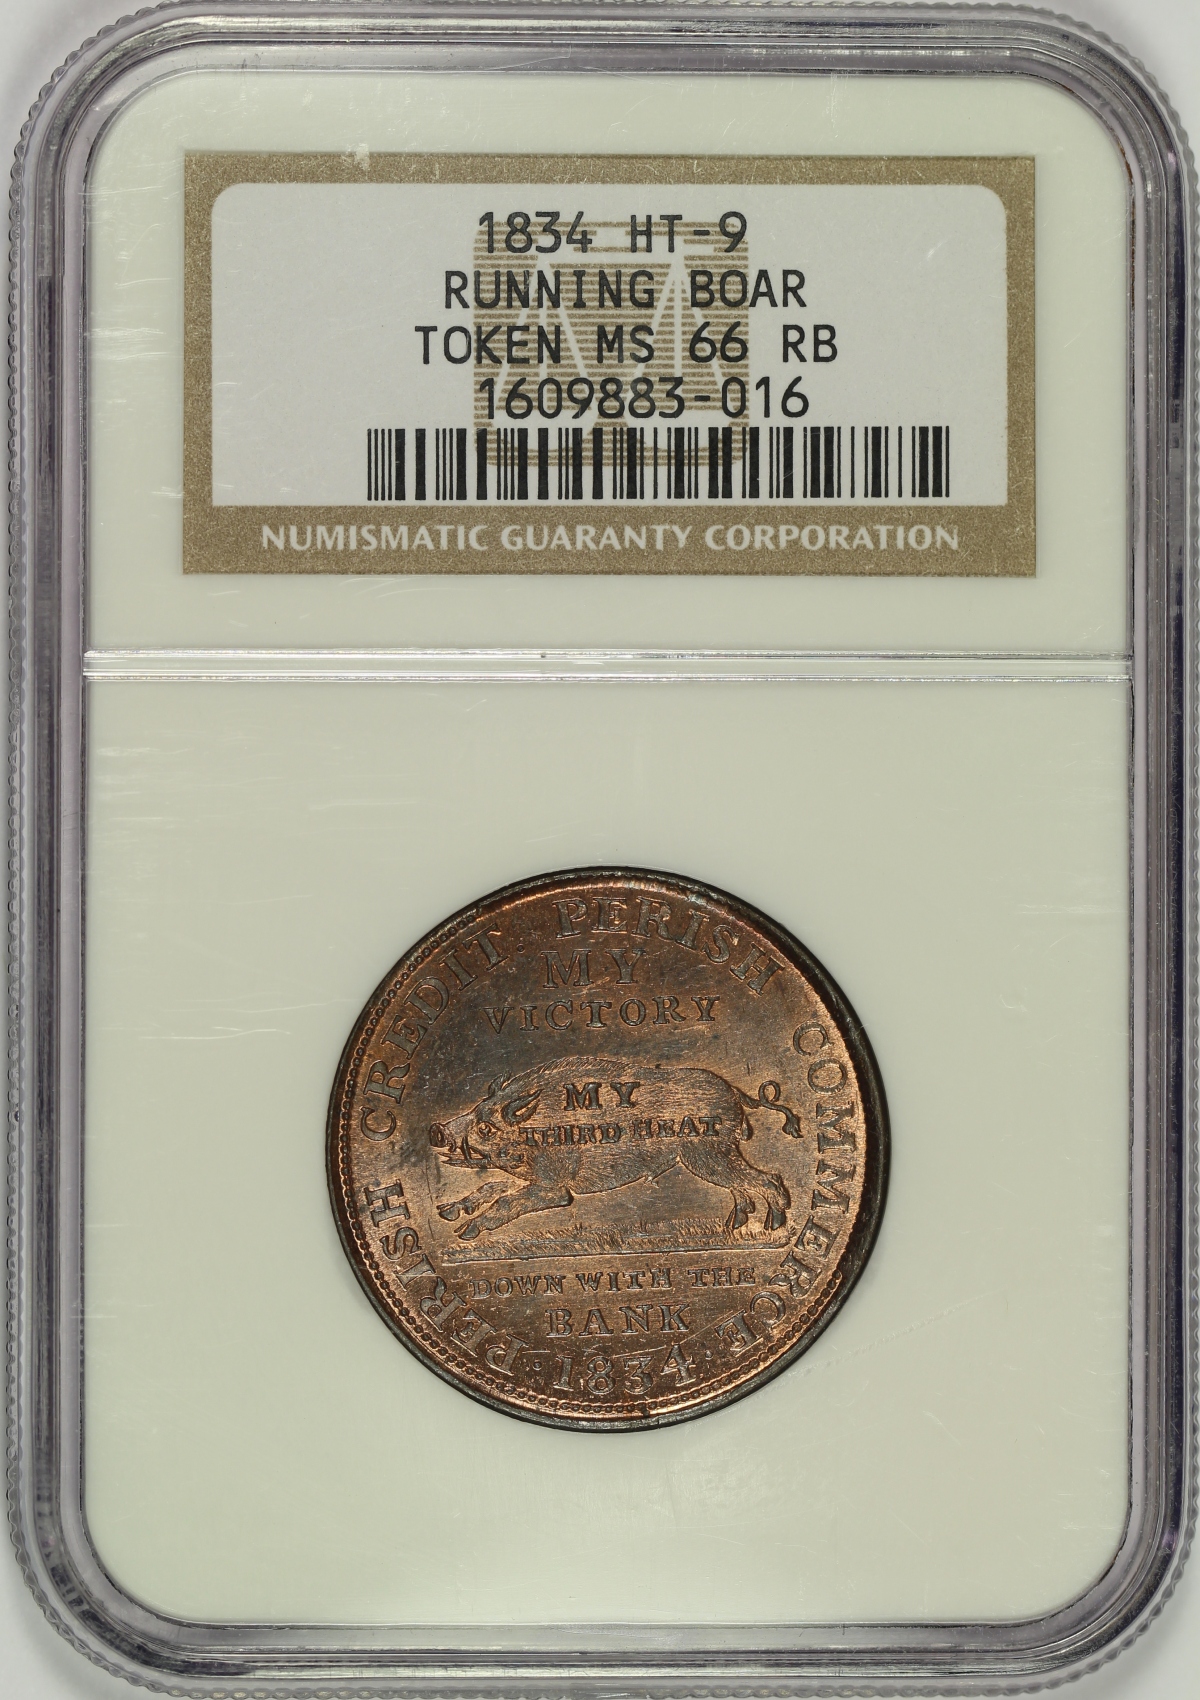 1834 HT-9
RUNNING BOAR
TOKEN MS 66 RB
1609883-016
NUMISMATIC GUARANTY CORPORATION
PERISH CREDIT. PERISH COMMERCE
MY
VICTORY
MY
THIRD HEAT
DOWN WITH THE
BANK
· 1834 ·